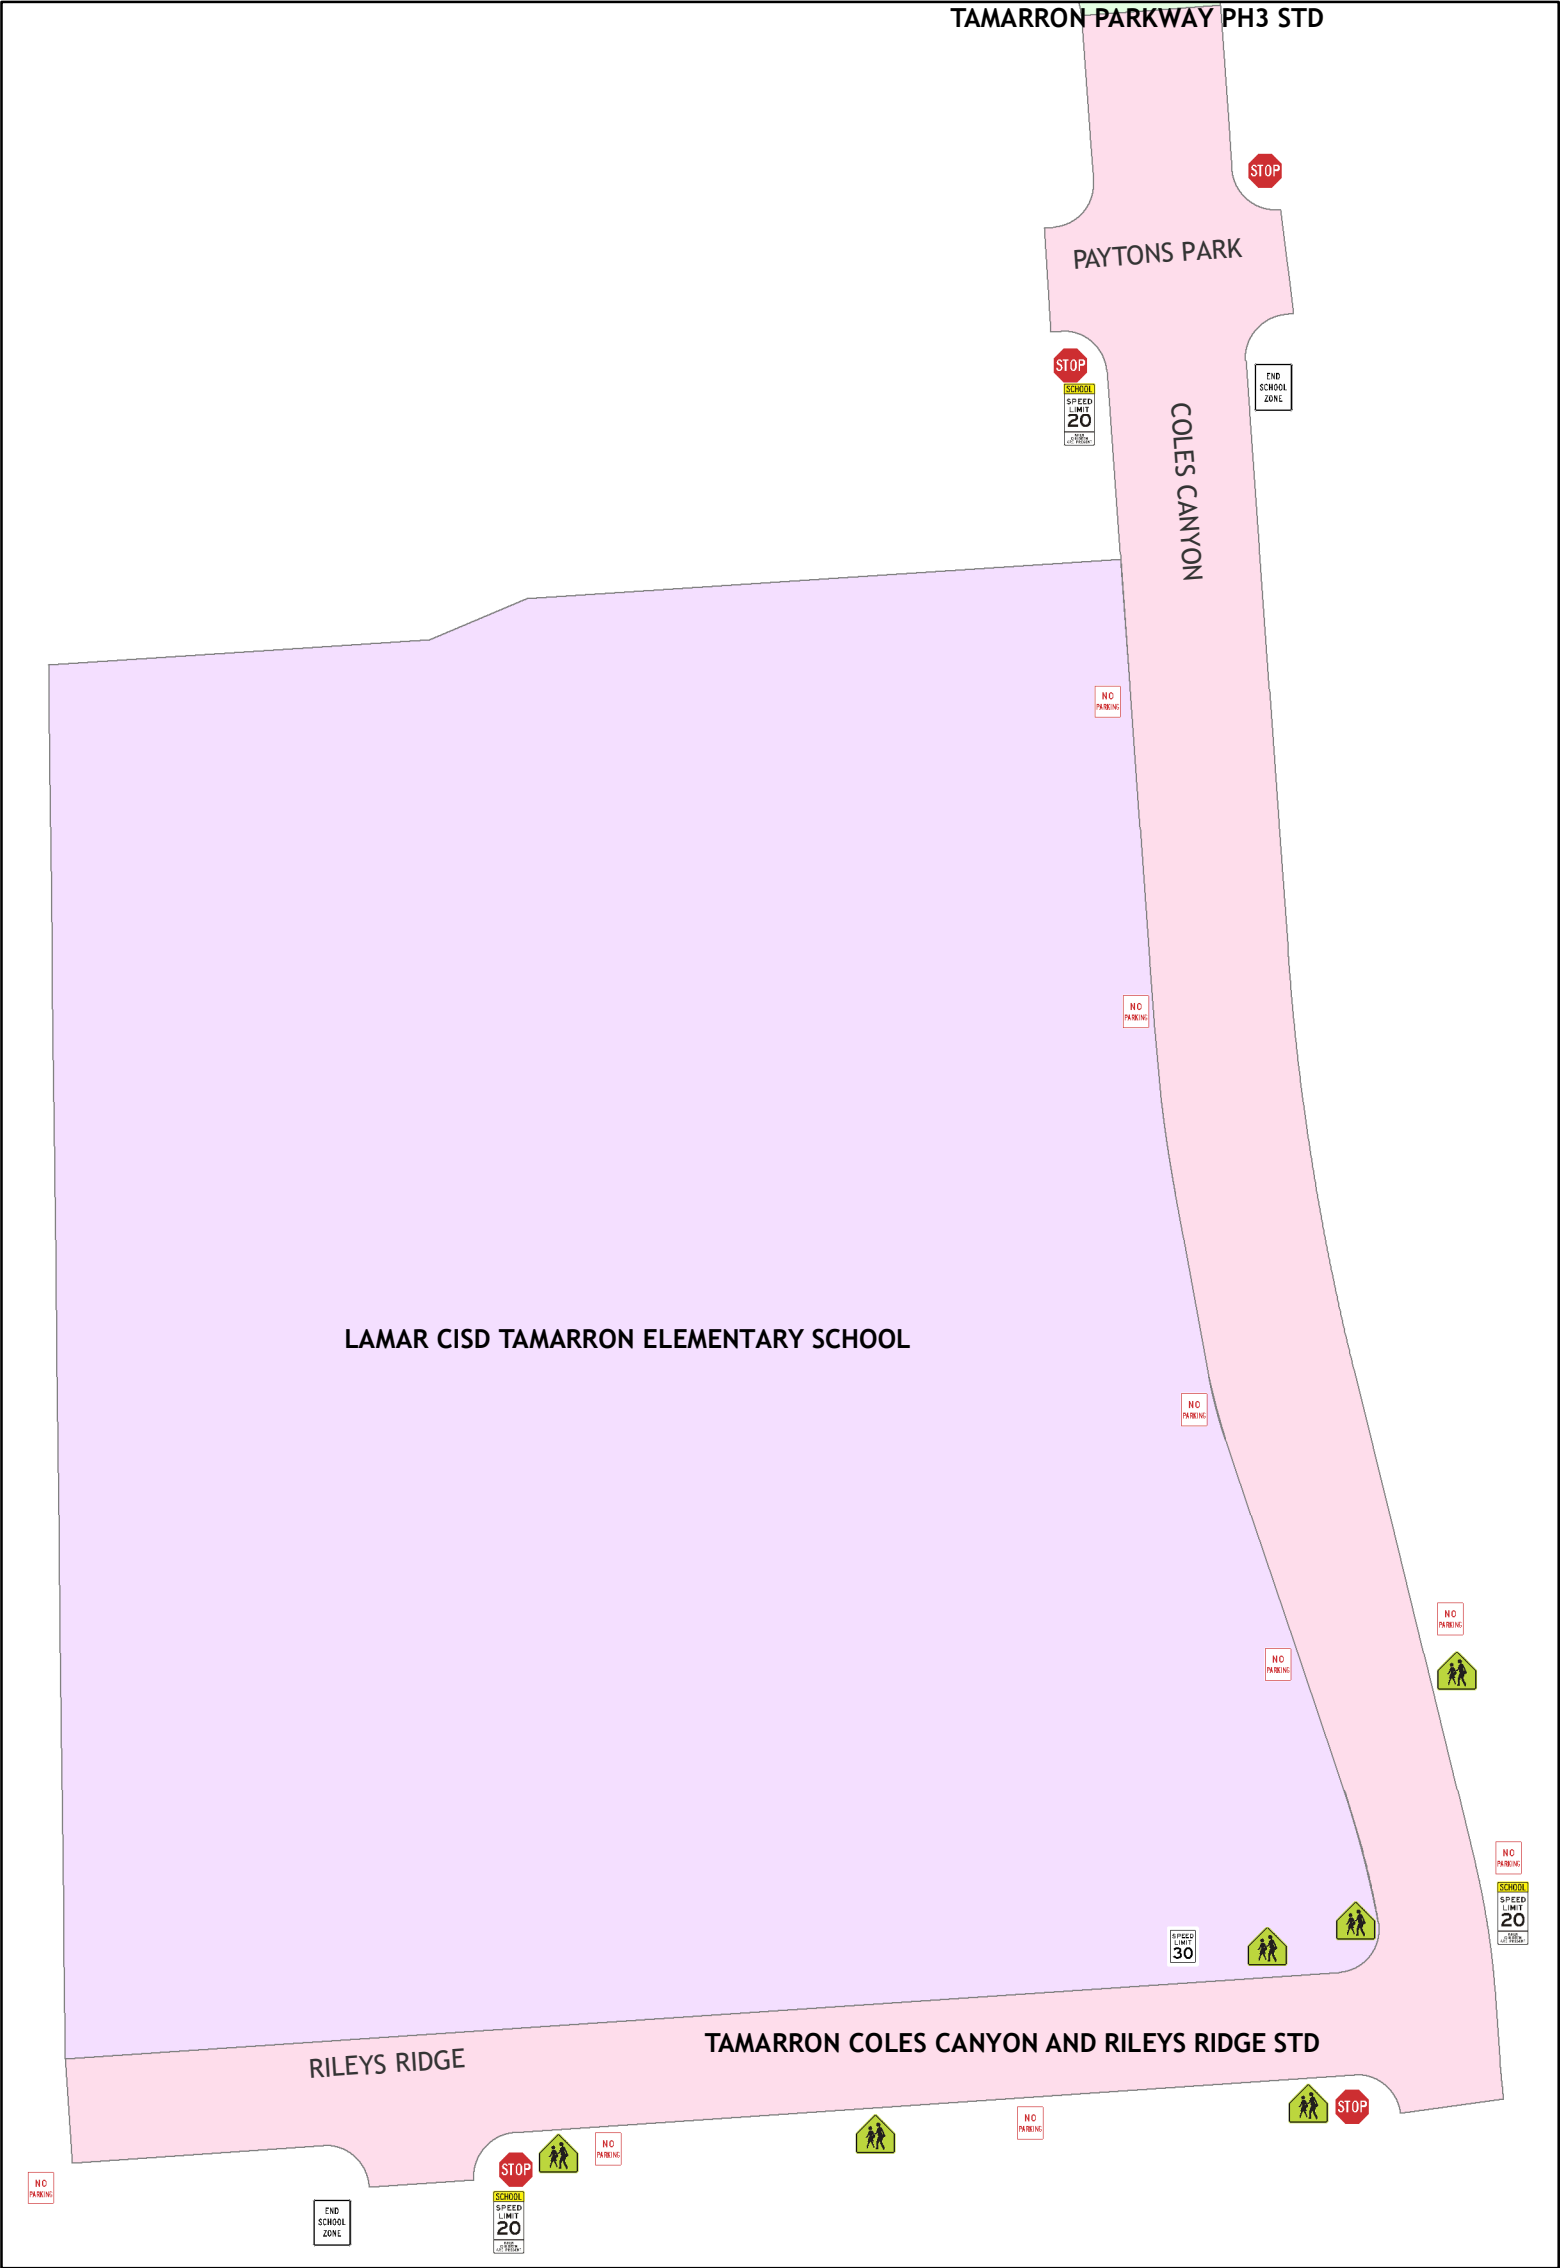 TAMARRON PARKWAY PH3 STD
STOP
PAYTONS PARK
STOP
SCHOOL
SPEED
LIMIT
20
END
SCHOOL
ZONE
COLES CANYON
NO
PARKING
NO
PARKING
LAMAR CISD TAMARRON ELEMENTARY SCHOOL
NO
PARKING
NO
PARKING
NO
PARKING
NO
PARKING
SCHOOL
SPEED
LIMIT
20
SPEED
LIMIT
30
TAMARRON COLES CANYON AND RILEYS RIDGE STD
RILEYS RIDGE
STOP
NO
PARKING
NO
PARKING
STOP
NO
PARKING
SCHOOL
SPEED
LIMIT
20
END
SCHOOL
ZONE